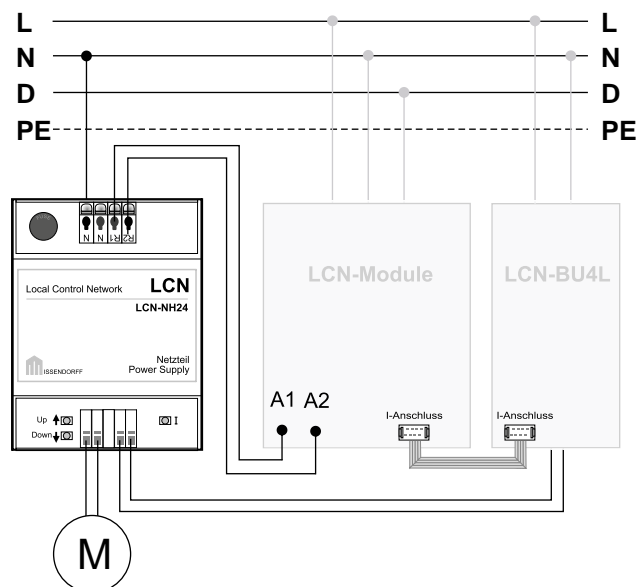 L L
N N
D D
PE PE
N N R1 R2
Local Control Network LCN
LCN-NH24
ISSENDORFF
Netzteil
Power Supply
Up I
Down
M
LCN-Module
A1 A2
I-Anschluss
LCN-BU4L
I-Anschluss